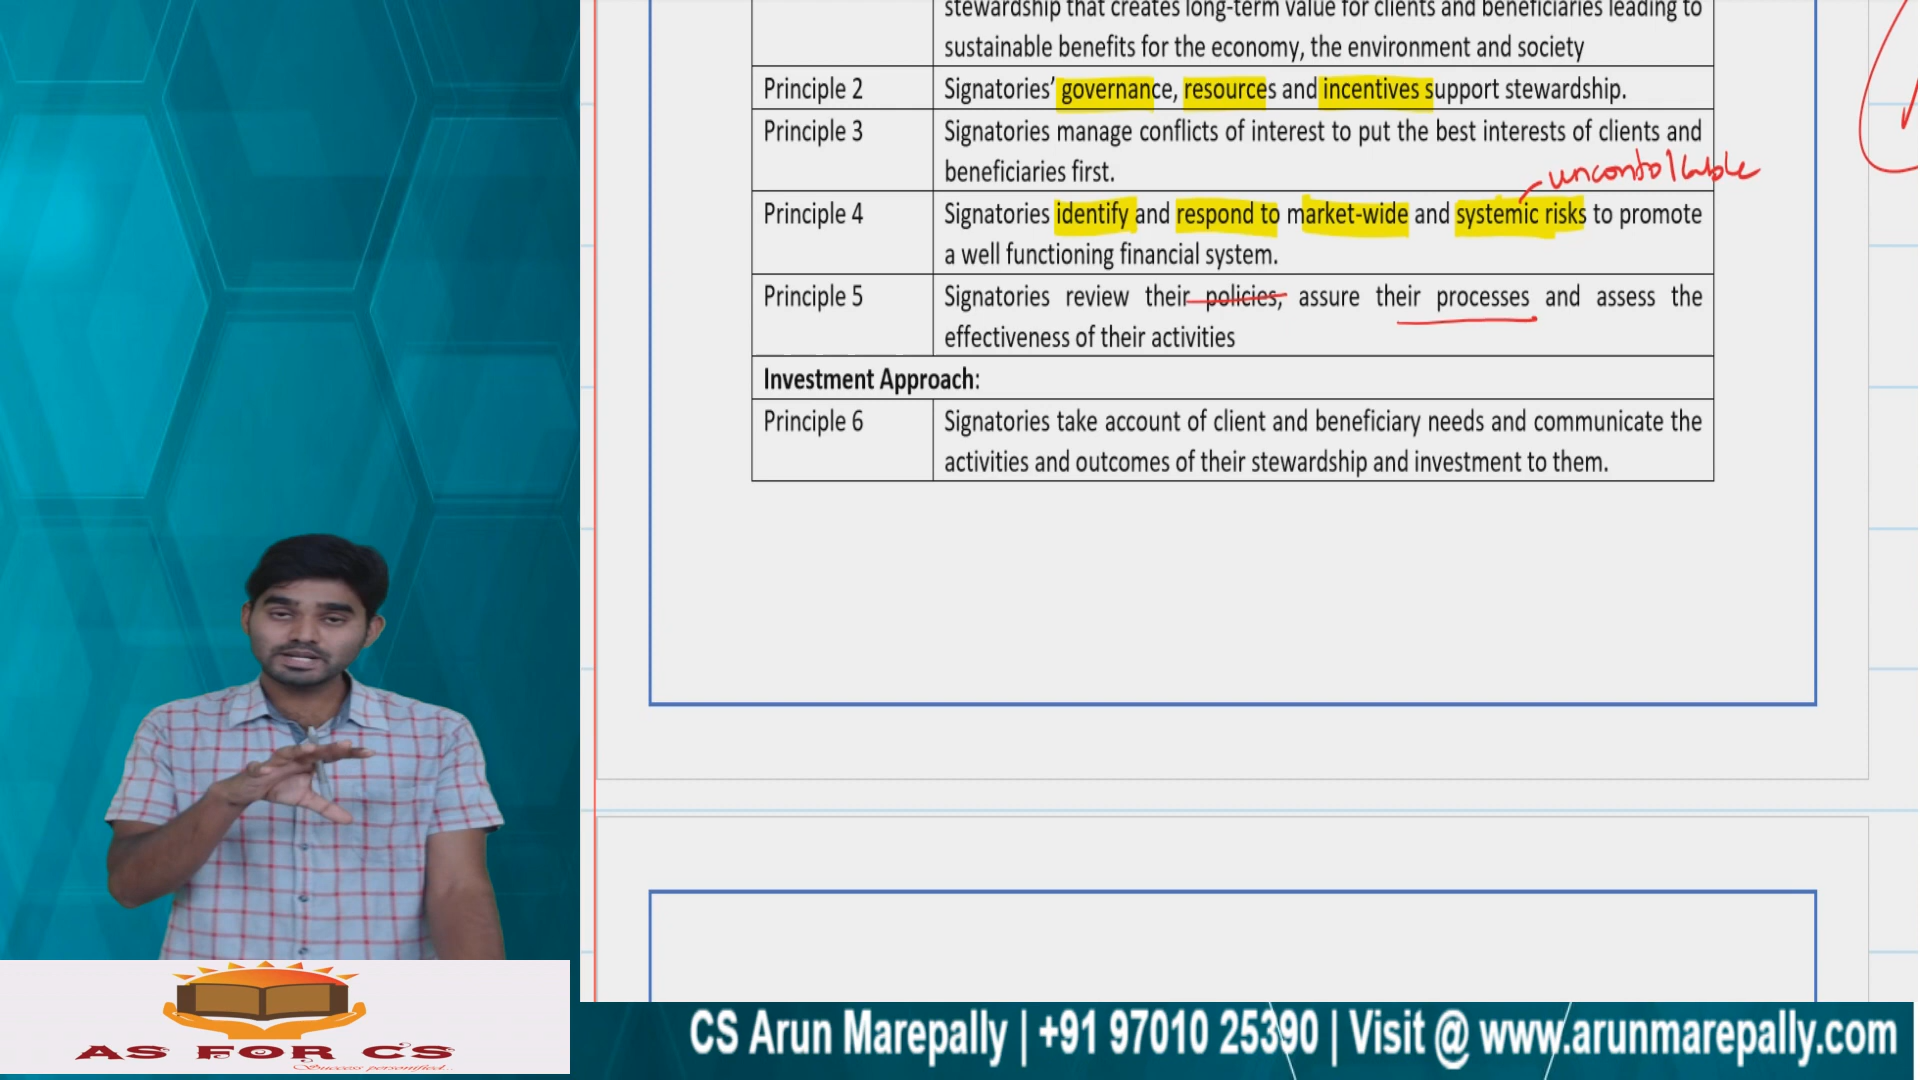 stewardship that creates long-term value for clients and beneficiaries leading to
sustainable benefits for the economy, the environment and society
Principle 2 Signatories’ governance, resources and incentives support stewardship.
Principle 3 Signatories manage conflicts of interest to put the best interests of clients and
beneficiaries first.
uncontollable
Principle 4 Signatories identify and respond to market-wide and systemic risks to promote
a well functioning financial system.
Principle 5 Signatories review their policies, assure their processes and assess the
effectiveness of their activities
Investment Approach:
Principle 6 Signatories take account of client and beneficiary needs and communicate the
activities and outcomes of their stewardship and investment to them.
AS FOR CS
Success personified...
CS Arun Marepally | +91 97010 25390 | Visit @ www.arunmarepally.com